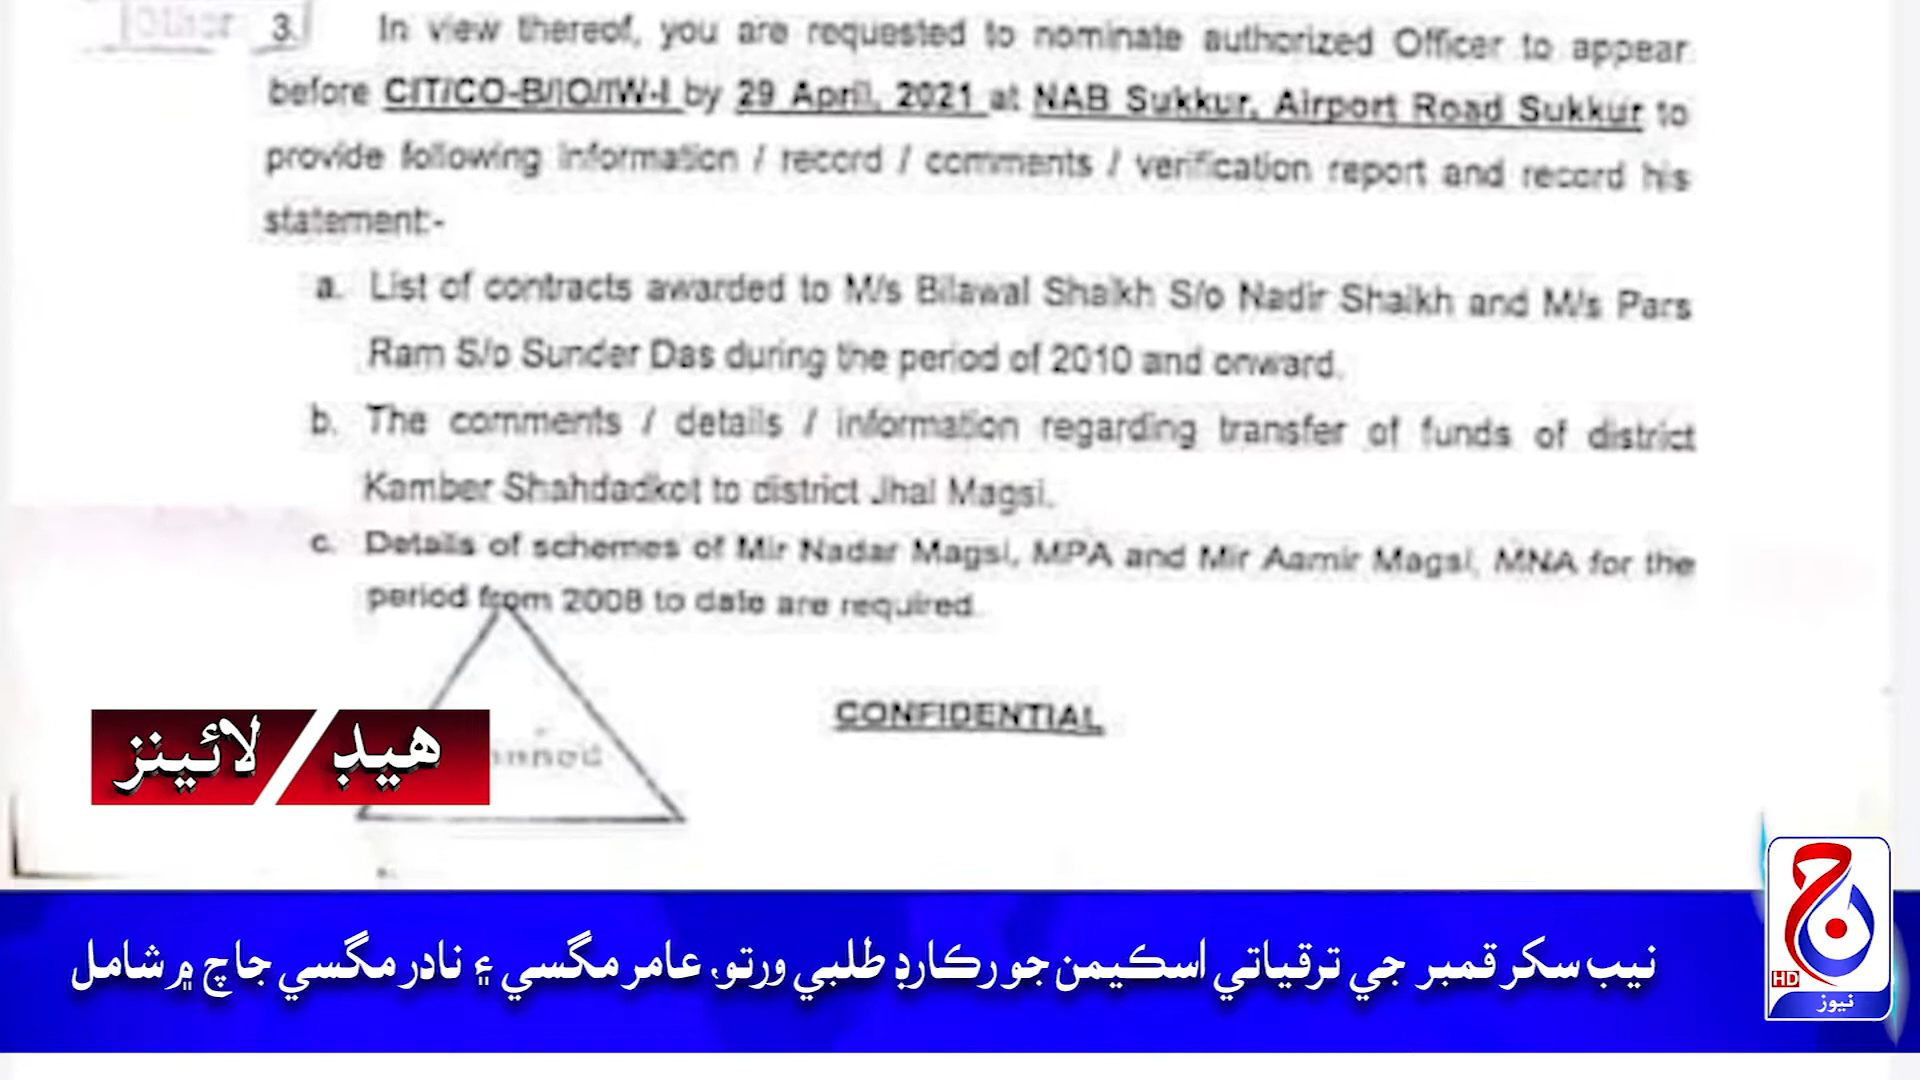 Other 3. In view thereof, you are requested to nominate authorized Officer to appear
before CIT/CO-B/IO/IW-I by 29 April, 2021 at NAB Sukkur, Airport Road Sukkur to
provide following information / record / comments / verification report and record his
statement:-
a. List of contracts awarded to M/s Bilawal Shaikh S/o Nadir Shaikh and M/s Pars
Ram S/o Sunder Das during the period of 2010 and onward.
b. The comments / details / information regarding transfer of funds of district
Kamber Shahdadkot to district Jhal Magsi.
c. Details of schemes of Mir Nadar Magsi, MPA and Mir Aamir Magsi, MNA for the
period from 2008 to date are required.
CONFIDENTIAL
هيڊ لائينز
نيب سکر قمبر جي ترقياتي اسڪيمن جو رڪارڊ طلبي ورتو، عامر مگسي ۽ نادر مگسي جاچ ۾ شامل
HD
نيوز